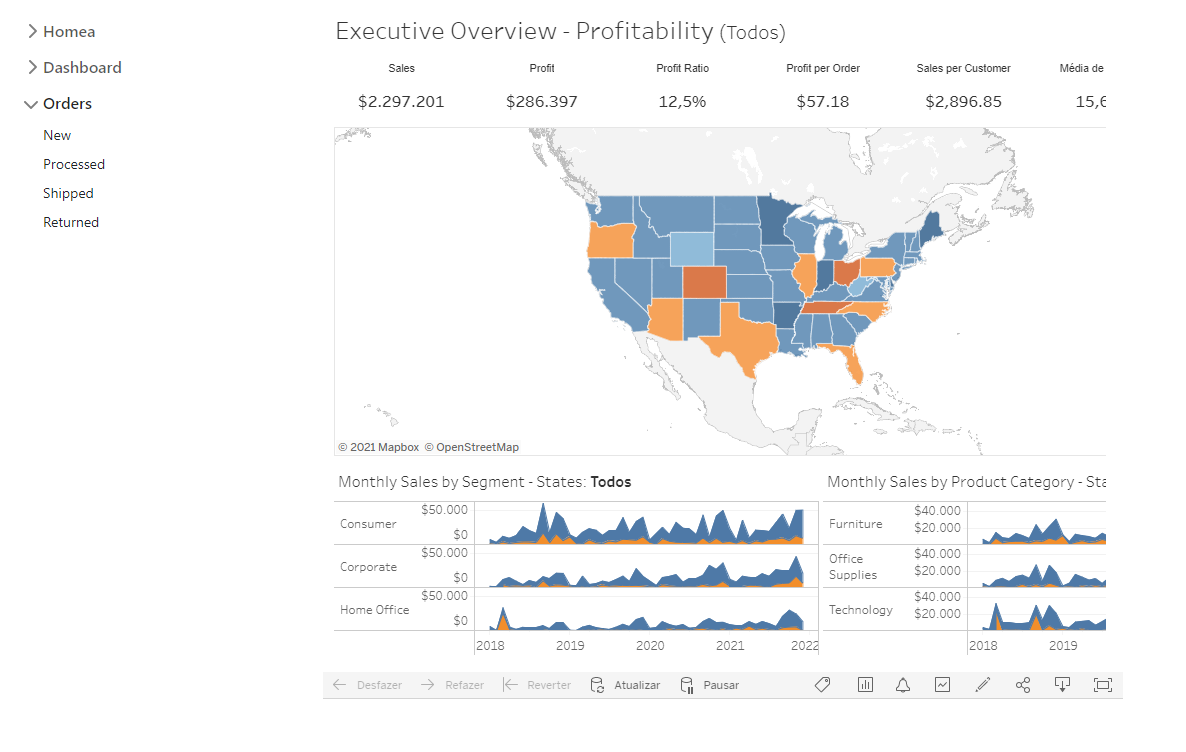 Homea
Dashboard
Orders
New
Processed
Shipped
Returned
Executive Overview - Profitability (Todos)
Sales Profit Profit Ratio Profit per Order Sales per Customer Média de
$2.297.201 $286.397 12,5% $57.18 $2,896.85 15,6
© 2021 Mapbox © OpenStreetMap
Monthly Sales by Segment - States: Todos
Consumer $50.000
$0
Corporate $50.000
$0
Home Office $50.000
$0
2018 2019 2020 2021 2022
Monthly Sales by Product Category - Sta
Furniture $40.000
$20.000
Office Supplies $40.000
$20.000
Technology $40.000
$20.000
2018 2019
Desfazer Refazer Reverter Atualizar Pausar